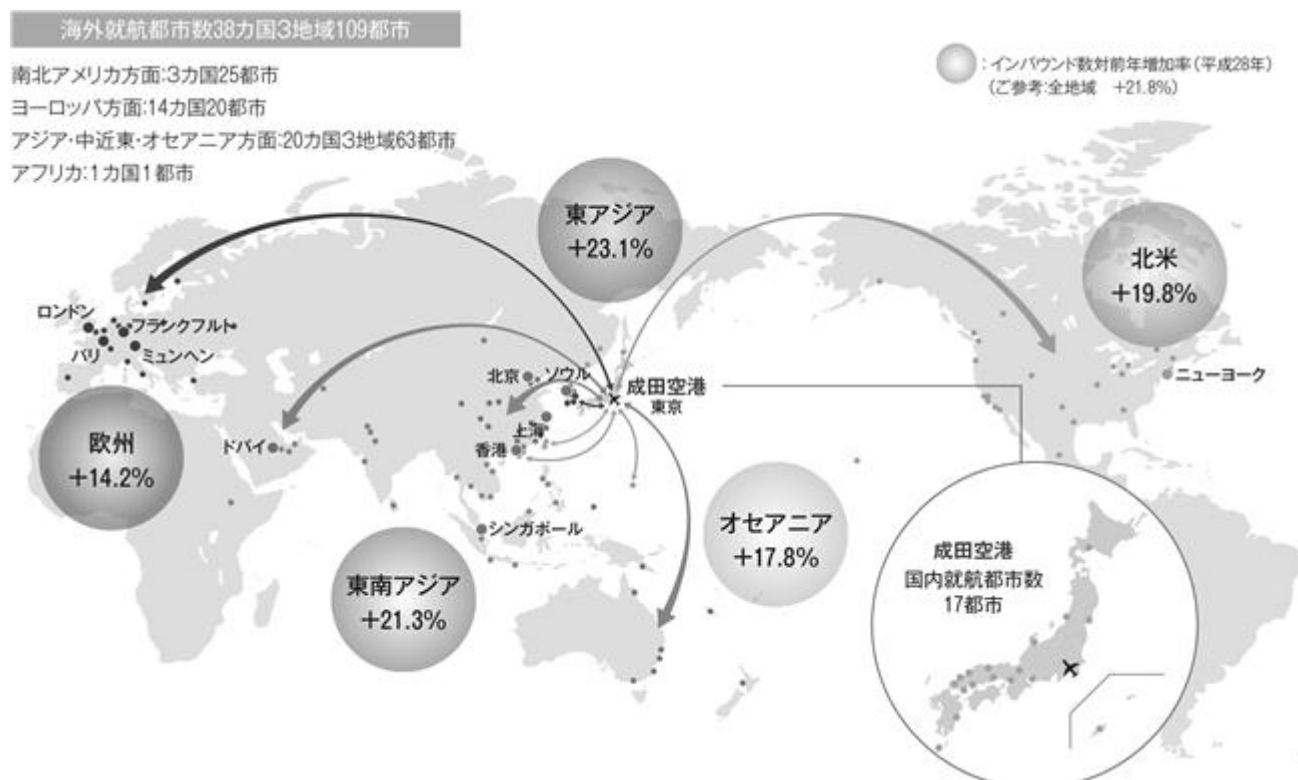 海外就航都市数38カ国3地域109都市
南北アメリカ方面:3カ国25都市
ヨーロッパ方面:14カ国20都市
アジア・中近東・オセアニア方面:20カ国3地域63都市
アフリカ:1カ国1都市
:インバウンド数対前年増加率(平成28年)
(ご参考:全地域 +21.8%)
東アジア
+23.1%
北米
+19.8%
ロンドン
フランクフルト
パリ
ミュンヘン
北京
ソウル
成田空港
東京
ニューヨーク
欧州
+14.2%
ドバイ
上海
香港
シンガポール
オセアニア
+17.8%
東南アジア
+21.3%
成田空港
国内就航都市数
17都市